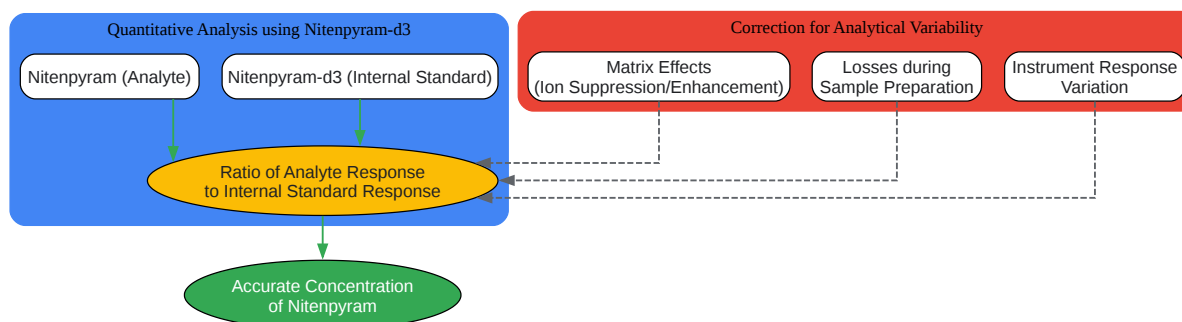 Quantitative Analysis using Nitenpyram-d3
Nitenpyram (Analyte)
Nitenpyram-d3 (Internal Standard)
Ratio of Analyte Response
to Internal Standard Response
Accurate Concentration
of Nitenpyram
Correction for Analytical Variability
Matrix Effects
(Ion Suppression/Enhancement)
Losses during
Sample Preparation
Instrument Response
Variation